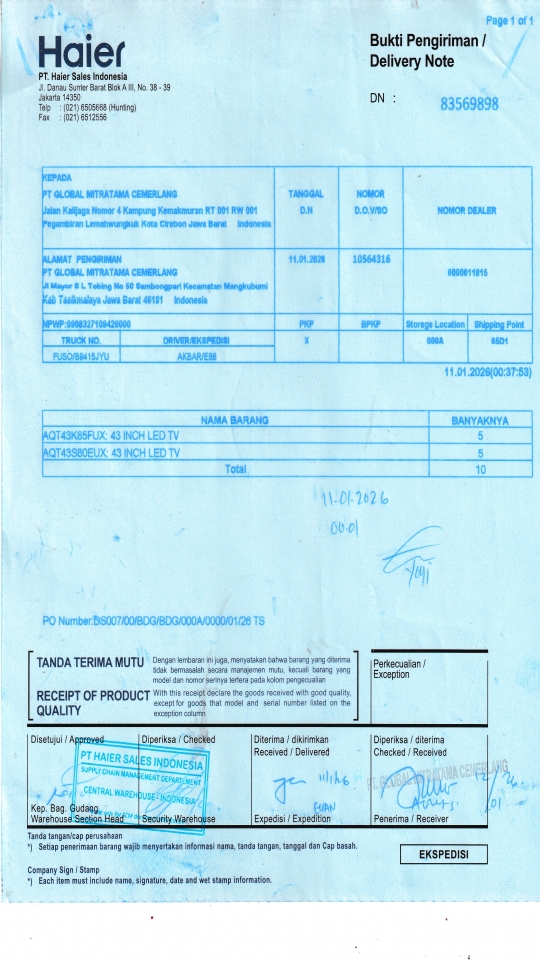 Page 1 of 1
Haier
Bukti Pengiriman /
Delivery Note
PT. Haier Sales Indonesia
Jl. Danau Sunter Barat Blok A III, No. 38 - 39
Jakarta 14350
Telp : (021) 6505668 (Hunting)
Fax : (021) 6512556
DN : 83569898
KEPADA
PT GLOBAL MITRATAMA CEMERLANG
Jalan Kalijaga Nomor 4 Kampung Kemakmuran RT 001 RW 001
Pegambiran Lemahwungkuk Kota Cirebon Jawa Barat Indonesia
TANGGAL
D.N
NOMOR
D.O.V/SO
NOMOR DEALER
ALAMAT PENGIRIMAN
PT GLOBAL MITRATAMA CEMERLANG
Jl Mayor S L Tobing No 50 Sambongpari Kecamatan Mangkubumi
Kab Tasikmalaya Jawa Barat 46181 Indonesia
11.01.2026
10564316
NPWP:
PKP
BPKP
Storege Location
Shipping Point
TRUCK NO.
DRIVER/EKSPEDISI
X
000A
65D1
FUSO/B9415JYU
AKBAR/E88
11.01.2026(00:37:53)
NAMA BARANG
BANYAKNYA
AQT43K85FUX: 43 INCH LED TV
5
AQT43S80EUX: 43 INCH LED TV
5
Total
10
11-01-2026
00.01
Yogi
PO Number:DS007/00/BDG/BDG/000A/0000/01/26 TS
TANDA TERIMA MUTU
Dengan lembaran ini juga, menyatakan bahwa barang yang diterima
tidak bermasalah secara manajemen mutu, kecuali barang yang
model dan nomor serinya tertera pada kolom pengecualian
RECEIPT OF PRODUCT
QUALITY
With this receipt declare the goods received with good quality,
except for goods that model and serial number listed on the
exception column
Perkecualian /
Exception
Disetujui / Approved
Diperiksa / Checked
Diterima / dikirimkan
Received / Delivered
Diperiksa / diterima
Checked / Received
PT HAIER SALES INDONESIA
SUPPLY CHAIN MANAGEMENT DEPARTEMENT
CENTRAL WAREHOUSE - INDONESIA
PT. GLOBAL MITRATAMA CEMERLANG
Kep. Bag. Gudang
Warehouse Section Head
Security Warehouse
Expedisi / Expedition
Penerima / Receiver
Tanda tangan/cap perusahaan
*) Setiap penerimaan barang wajib menyertakan informasi nama, tanda tangan, tanggal dan Cap basah.
EKSPEDISI
Company Sign / Stamp
*) Each item must include name, signature, date and wet stamp information.